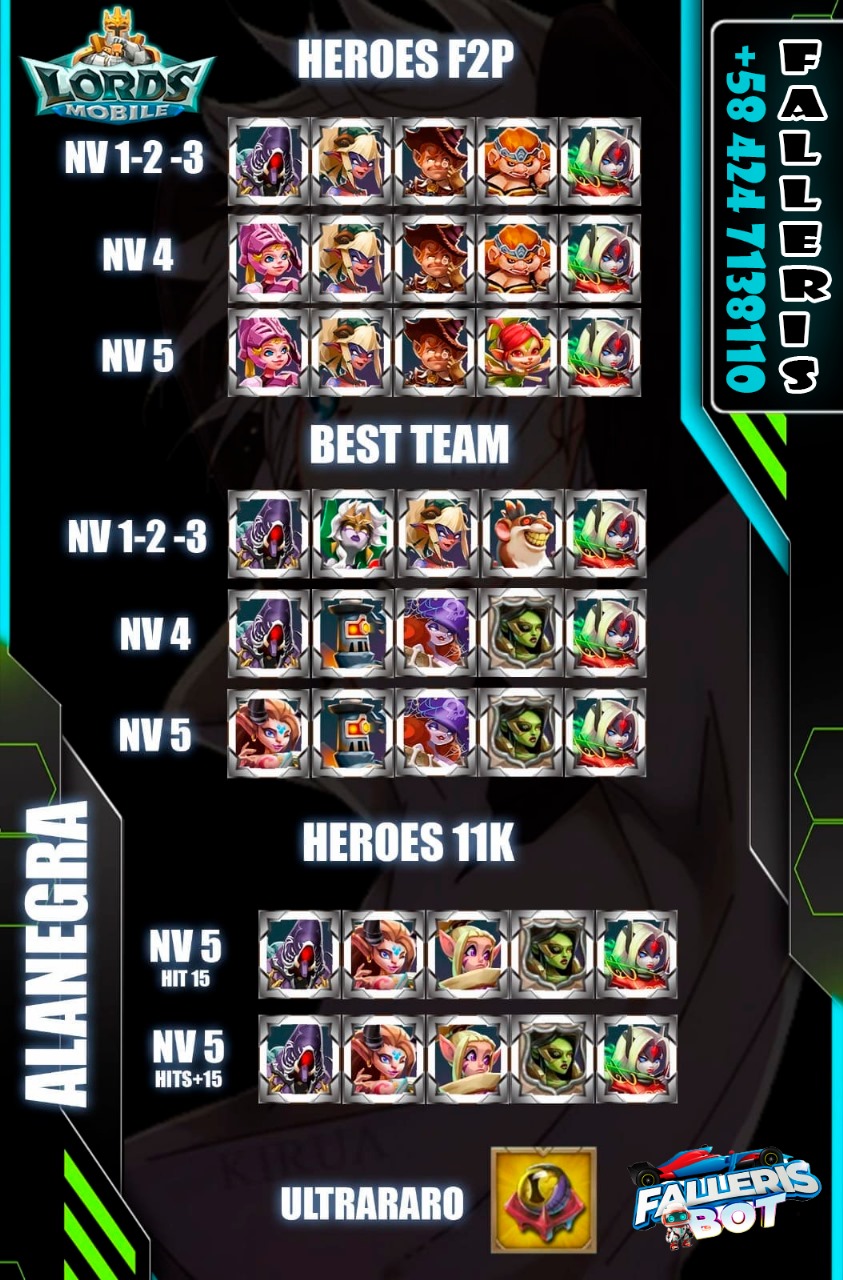 LORDS
MOBILE
HEROES F2P
NV 1-2 -3
NV 4
NV 5
BEST TEAM
NV 1-2 -3
NV 4
NV 5
HEROES 11K
NV 5
HIT 15
NV 5
HITS+15
KIRUA
ULTRARARO
FALLERIS
BOT
ALANEGRA
FALLERIS
+58 424 7138110